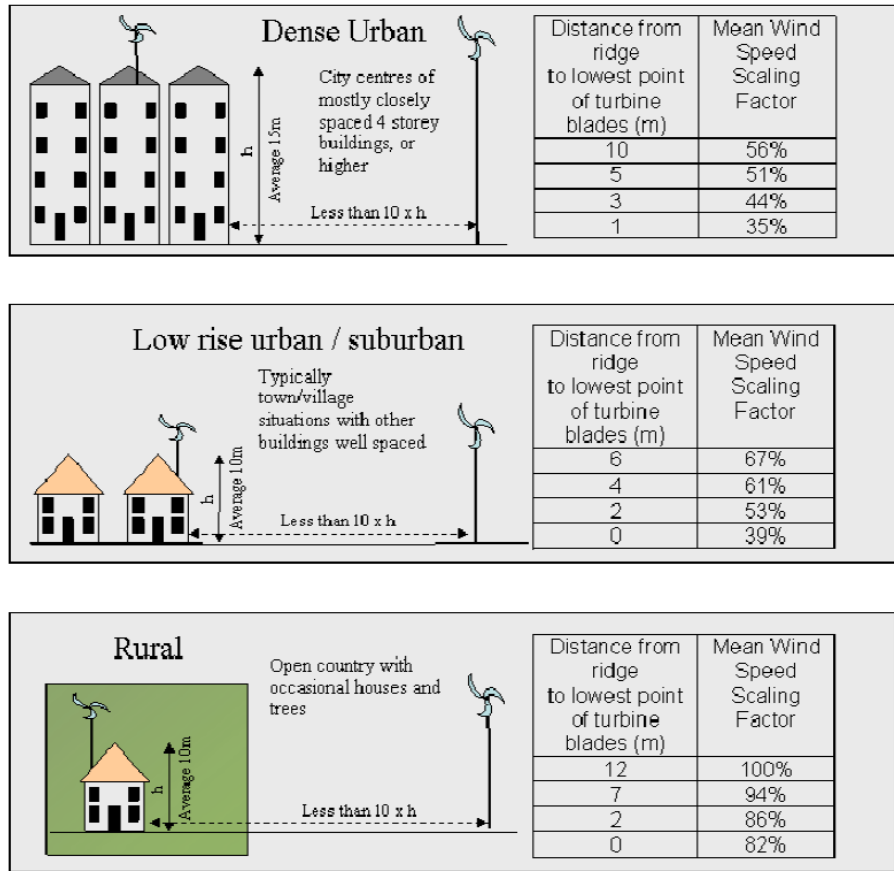 Dense Urban
City centres of
mostly closely
spaced 4 storey
buildings, or
higher
h
Average 15m
Less than 10 x h
Distance from
ridge
to lowest point
of turbine
blades (m)
Mean Wind
Speed
Scaling
Factor
10 56%
5 51%
3 44%
1 35%
Low rise urban / suburban
Typically
town/village
situations with other
buildings well spaced
h
Average 10m
Less than 10 x h
Distance from
ridge
to lowest point
of turbine
blades (m)
Mean Wind
Speed
Scaling
Factor
6 67%
4 61%
2 53%
0 39%
Rural
Open country with
occasional houses and
trees
h
Average 10m
Less than 10 x h
Distance from
ridge
to lowest point
of turbine
blades (m)
Mean Wind
Speed
Scaling
Factor
12 100%
7 94%
2 86%
0 82%